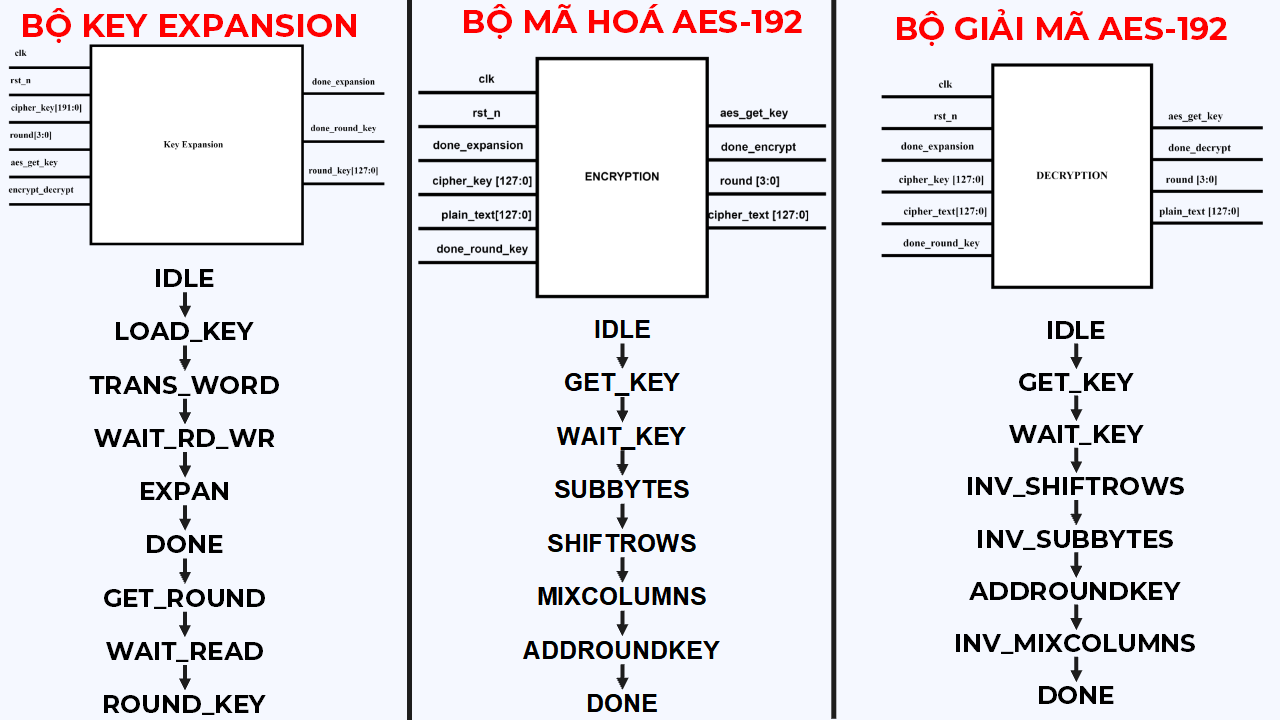 BỘ KEY EXPANSION
clk
rst_n
cipher_key[191:0]
round[3:0]
aes_get_key
encrypt_decrypt
Key Expansion
done_expansion
done_round_key
round_key[127:0]
IDLE
LOAD_KEY
TRANS_WORD
WAIT_RD_WR
EXPAN
DONE
GET_ROUND
WAIT_READ
ROUND_KEY
BỘ MÃ HOÁ AES-192
clk
rst_n
done_expansion
cipher_key [127:0]
plain_text[127:0]
done_round_key
ENCRYPTION
aes_get_key
done_encrypt
round [3:0]
cipher_text [127:0]
IDLE
GET_KEY
WAIT_KEY
SUBBYTES
SHIFTROWS
MIXCOLUMNS
ADDROUNDKEY
DONE
BỘ GIẢI MÃ AES-192
clk
rst_n
done_expansion
cipher_key [127:0]
cipher_text[127:0]
done_round_key
DECRYPTION
aes_get_key
done_decrypt
round [3:0]
plain_text [127:0]
IDLE
GET_KEY
WAIT_KEY
INV_SHIFTROWS
INV_SUBBYTES
ADDROUNDKEY
INV_MIXCOLUMNS
DONE